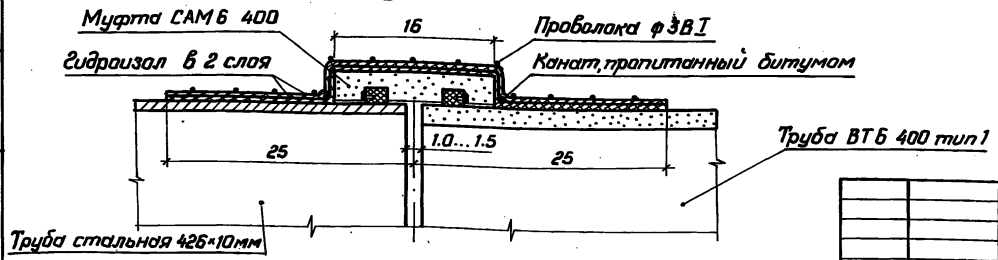 Муфта САМ 6 400
16
Проволока ф 3В I
Гидроизол в 2 слоя
Канат, пропитанный битумом
25
1.0... 1.5
25
Труба ВТ 6 400 тип 1
Труба стальная 426×10мм